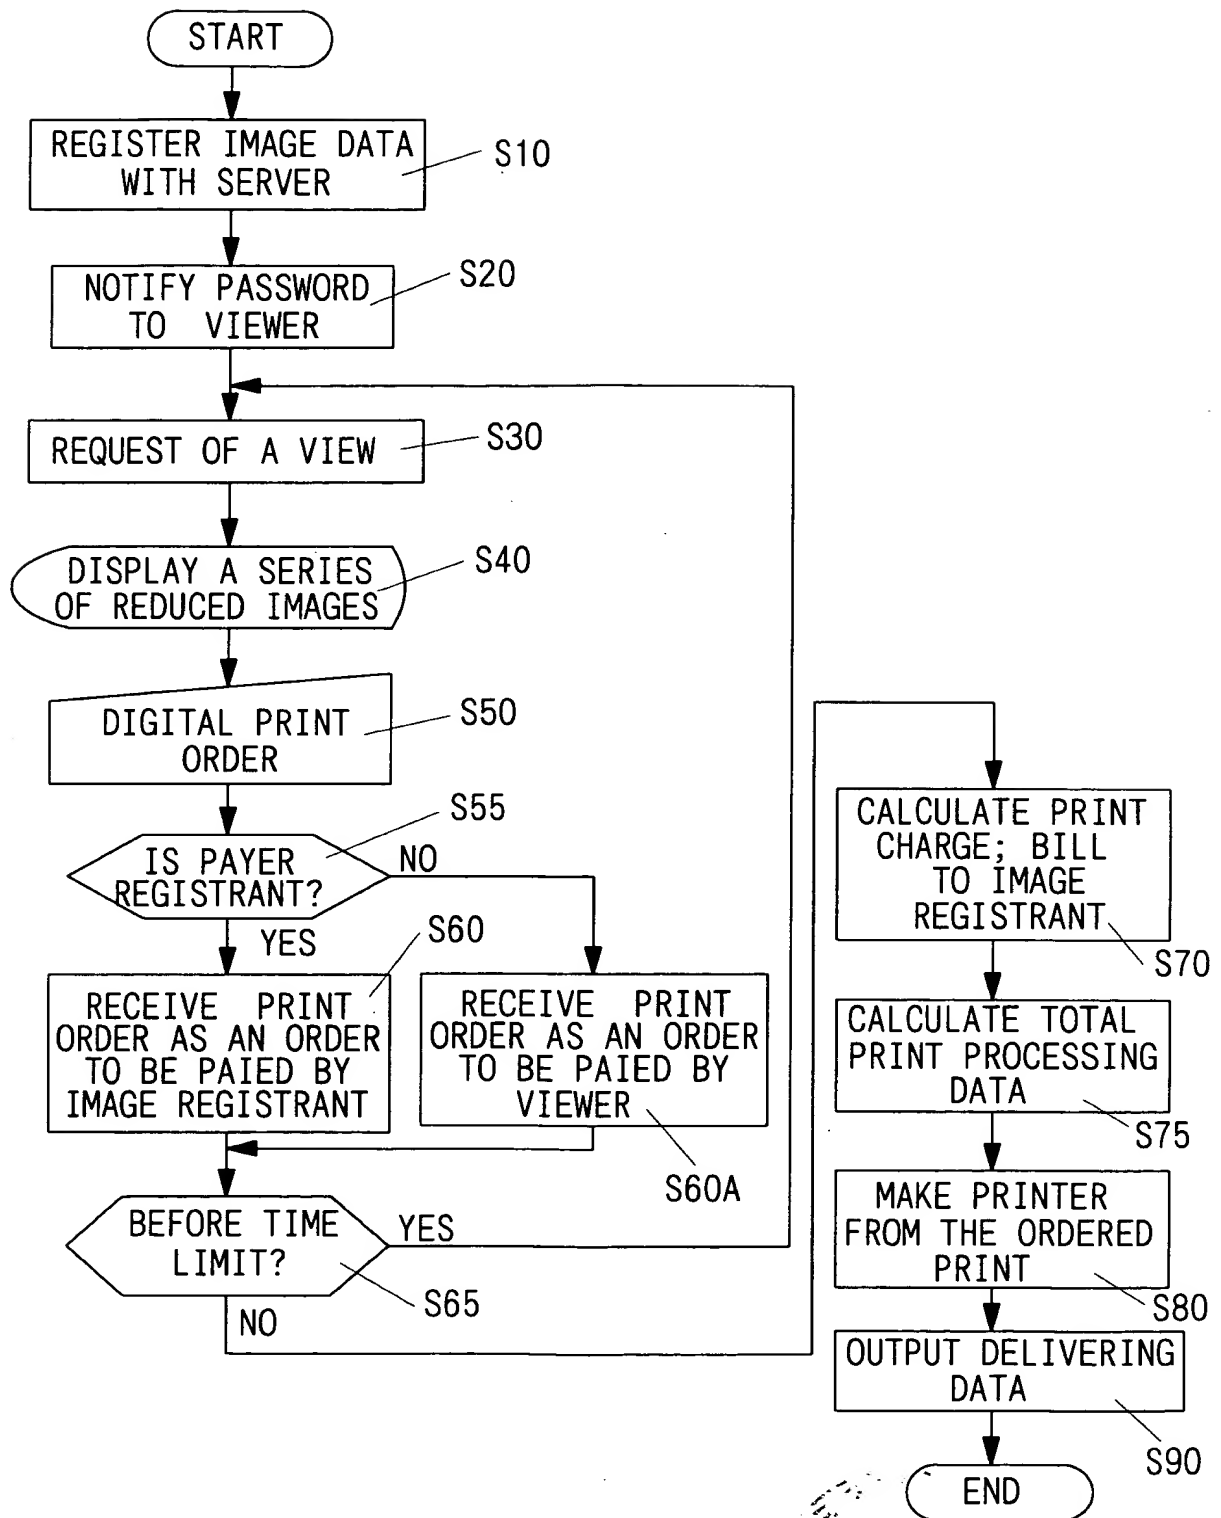 START
REGISTER IMAGE DATA
WITH SERVER
S10
NOTIFY PASSWORD
TO VIEWER
S20
REQUEST OF A VIEW
S30
DISPLAY A SERIES
OF REDUCED IMAGES
S40
DIGITAL PRINT
ORDER
S50
IS PAYER
REGISTRANT?
S55
NO
YES
RECEIVE PRINT
ORDER AS AN ORDER
TO BE PAIED BY
IMAGE REGISTRANT
S60
RECEIVE PRINT
ORDER AS AN ORDER
TO BE PAIED BY
VIEWER
S60A
BEFORE TIME
LIMIT?
YES
S65
NO
CALCULATE PRINT
CHARGE; BILL
TO IMAGE
REGISTRANT
S70
CALCULATE TOTAL
PRINT PROCESSING
DATA
S75
MAKE PRINTER
FROM THE ORDERED
PRINT
S80
OUTPUT DELIVERING
DATA
S90
END